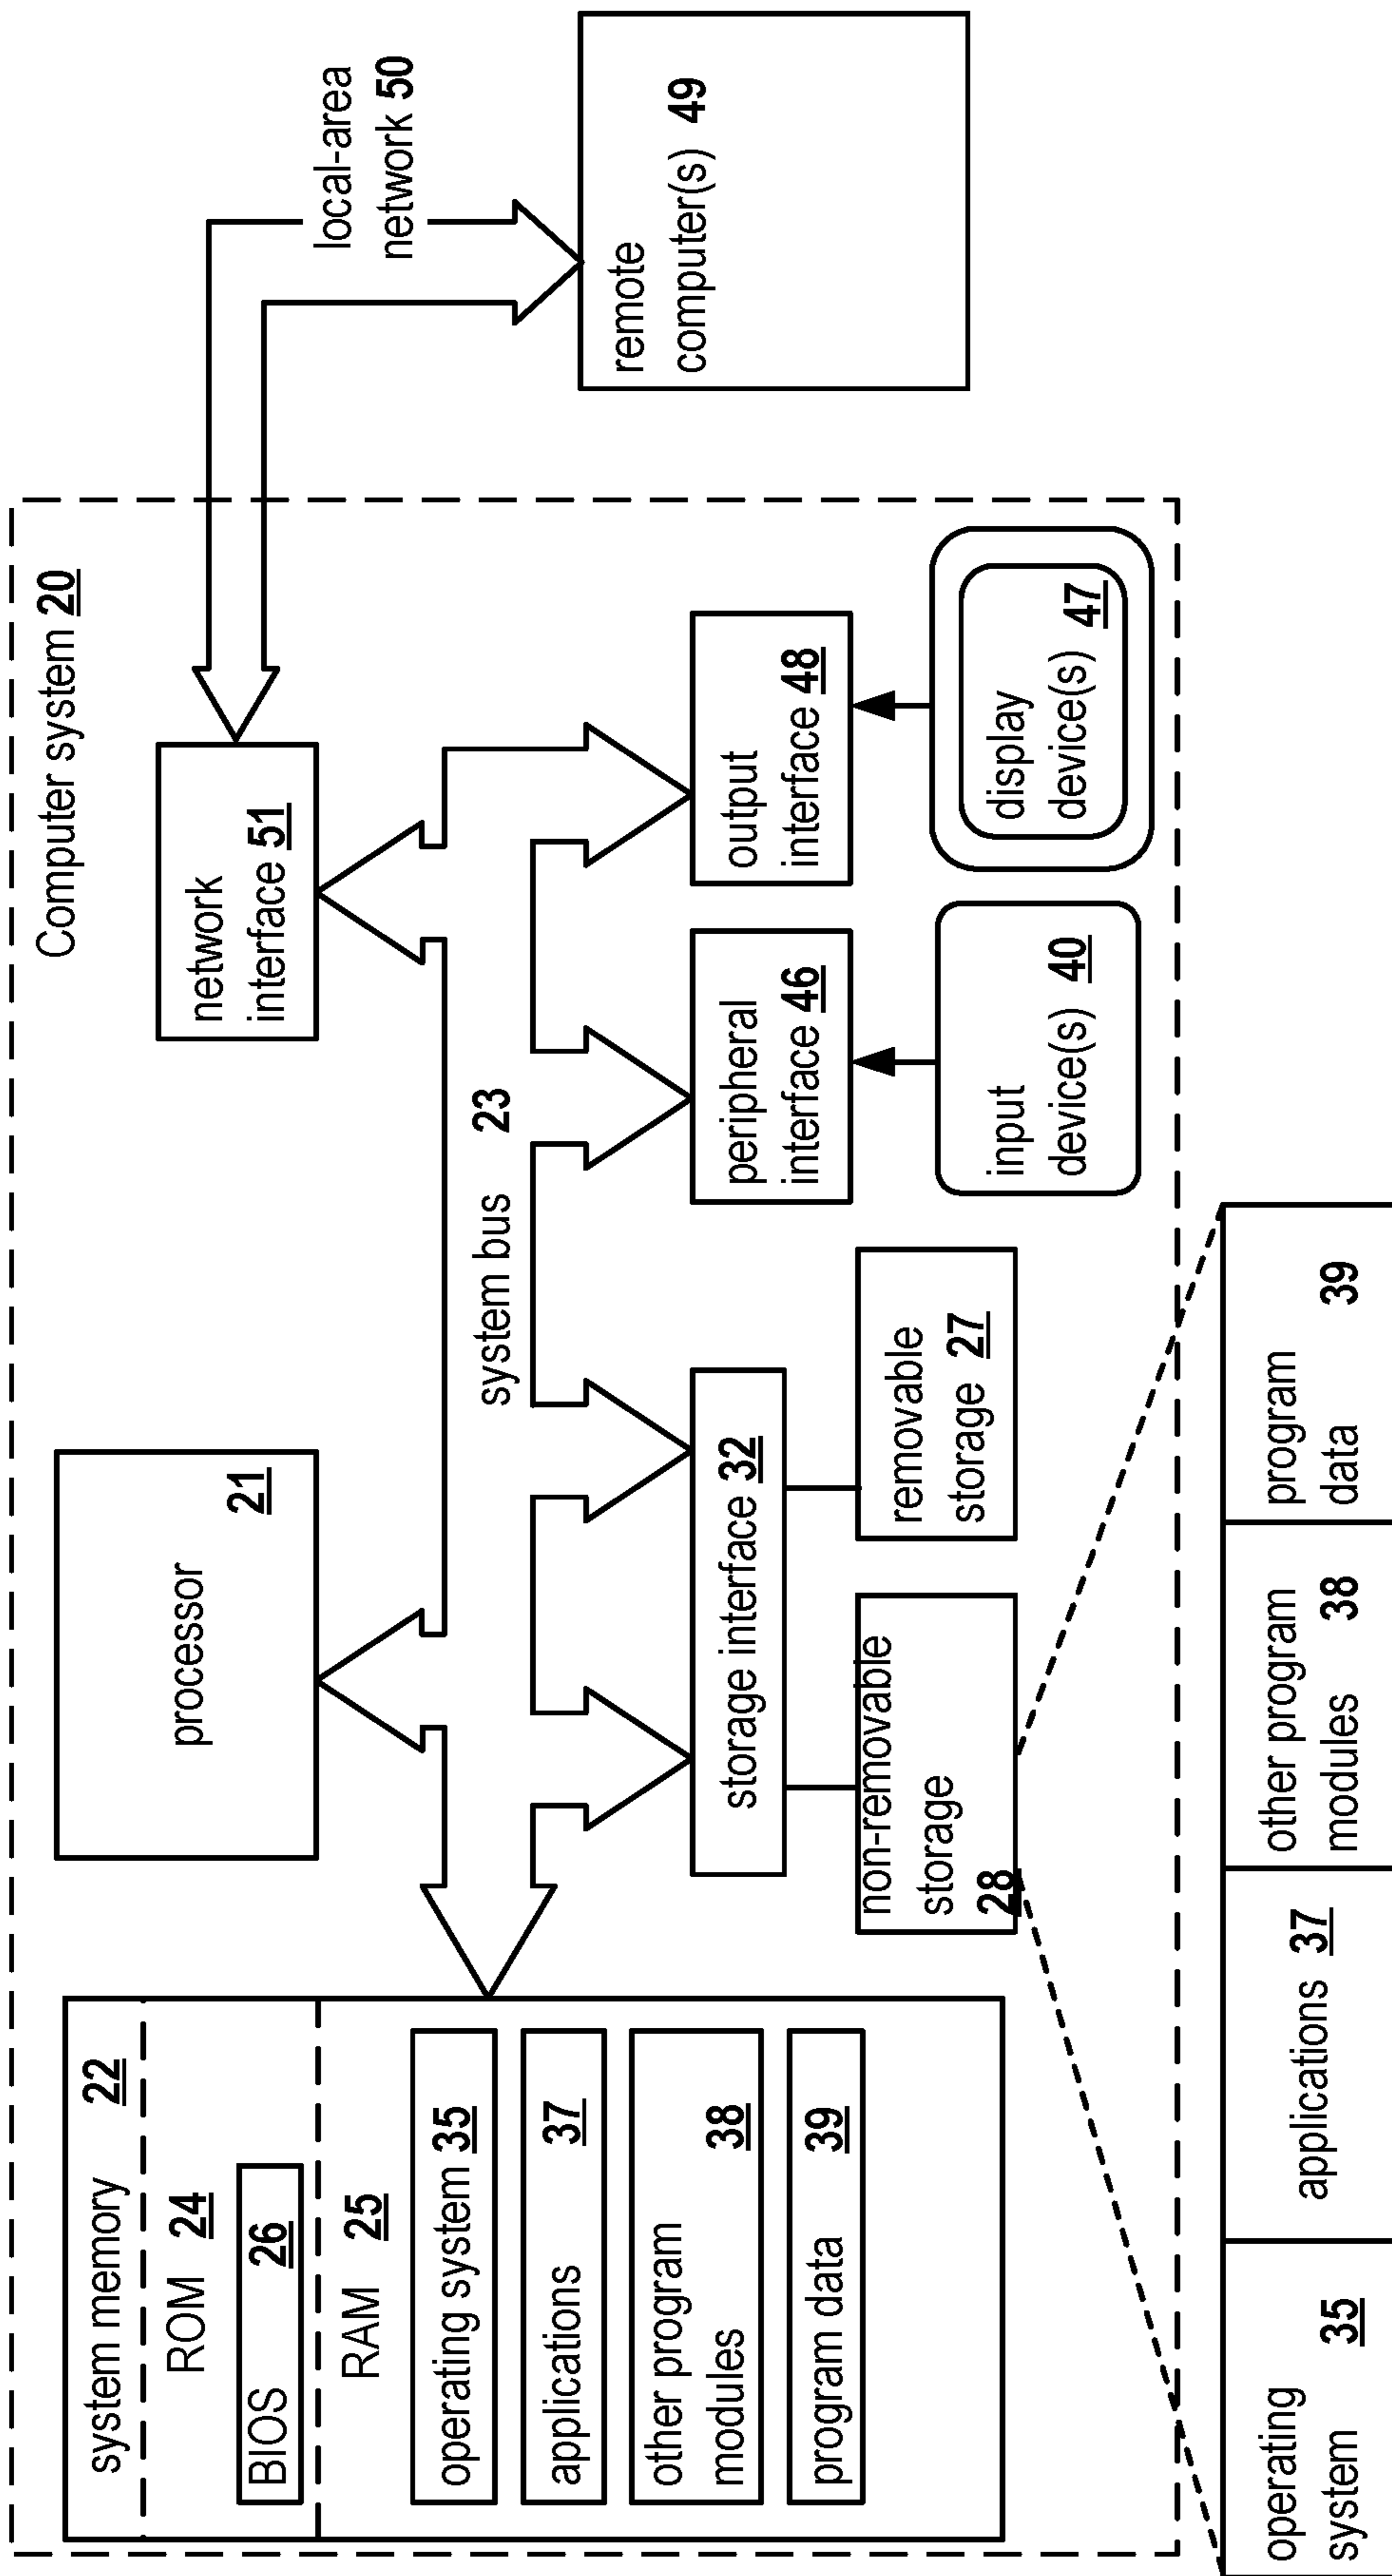 Computer system 20
system memory 22
ROM 24
BIOS 26
RAM 25
operating system 35
applications 37
other program
modules 38
program data 39
processor 21
network
interface 51
local-area
network 50
system bus 23
storage interface 32
non-removable
storage
28
removable
storage 27
peripheral
interface 46
output
interface 48
input
device(s) 40
display
device(s) 47
remote
computer(s) 49
operating
system 35
applications 37
other program
modules 38
program
data 39